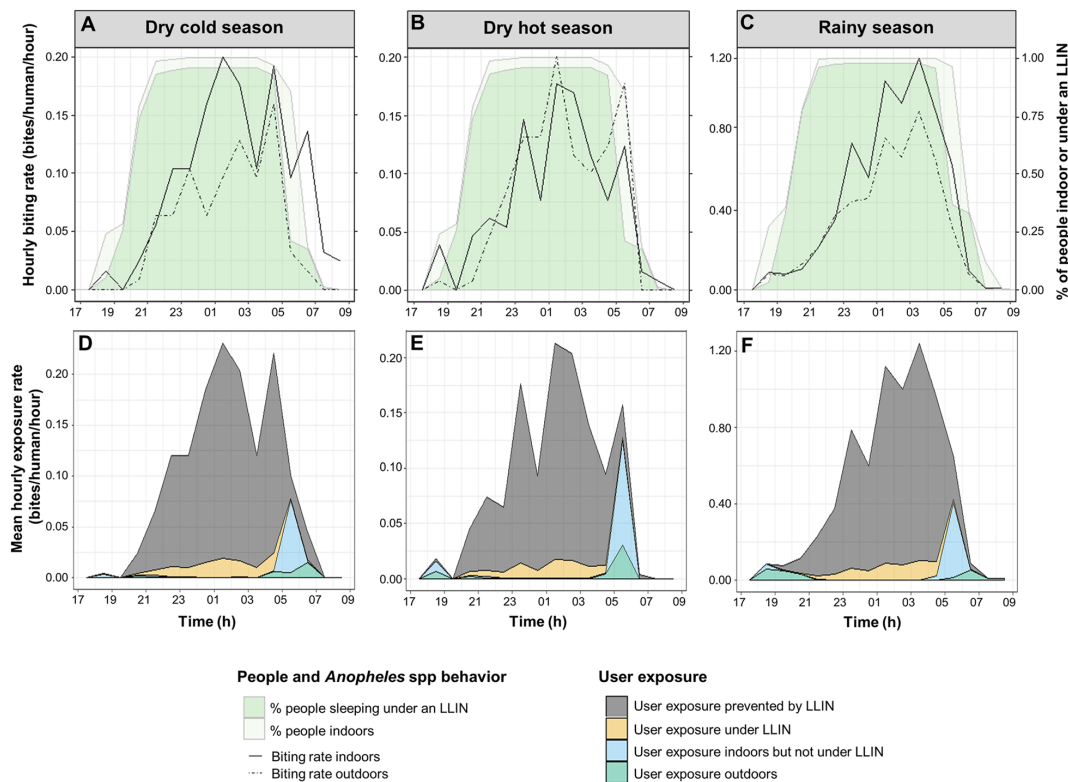 A Dry cold season
B Dry hot season
C Rainy season
Hourly biting rate (bites/human/hour)
0.20
0.15
0.10
0.05
0.00
17 19 21 23 01 03 05 07 09
0.20
0.15
0.10
0.05
0.00
17 19 21 23 01 03 05 07 09
1.20
0.80
0.40
0.00
17 19 21 23 01 03 05 07 09
1.00
0.75
0.50
0.25
0.00
% of people indoor or under an LLIN
Mean hourly exposure rate
(bites/human/hour)
D
0.20
0.15
0.10
0.05
0.00
17 19 21 23 01 03 05 07 09
Time (h)
E
0.20
0.15
0.10
0.05
0.00
17 19 21 23 01 03 05 07 09
Time (h)
F
1.20
0.80
0.40
0.00
17 19 21 23 01 03 05 07 09
Time (h)
People and Anopheles spp behavior
% people sleeping under an LLIN
% people indoors
Biting rate indoors
Biting rate outdoors
User exposure
User exposure prevented by LLIN
User exposure under LLIN
User exposure indoors but not under LLIN
User exposure outdoors